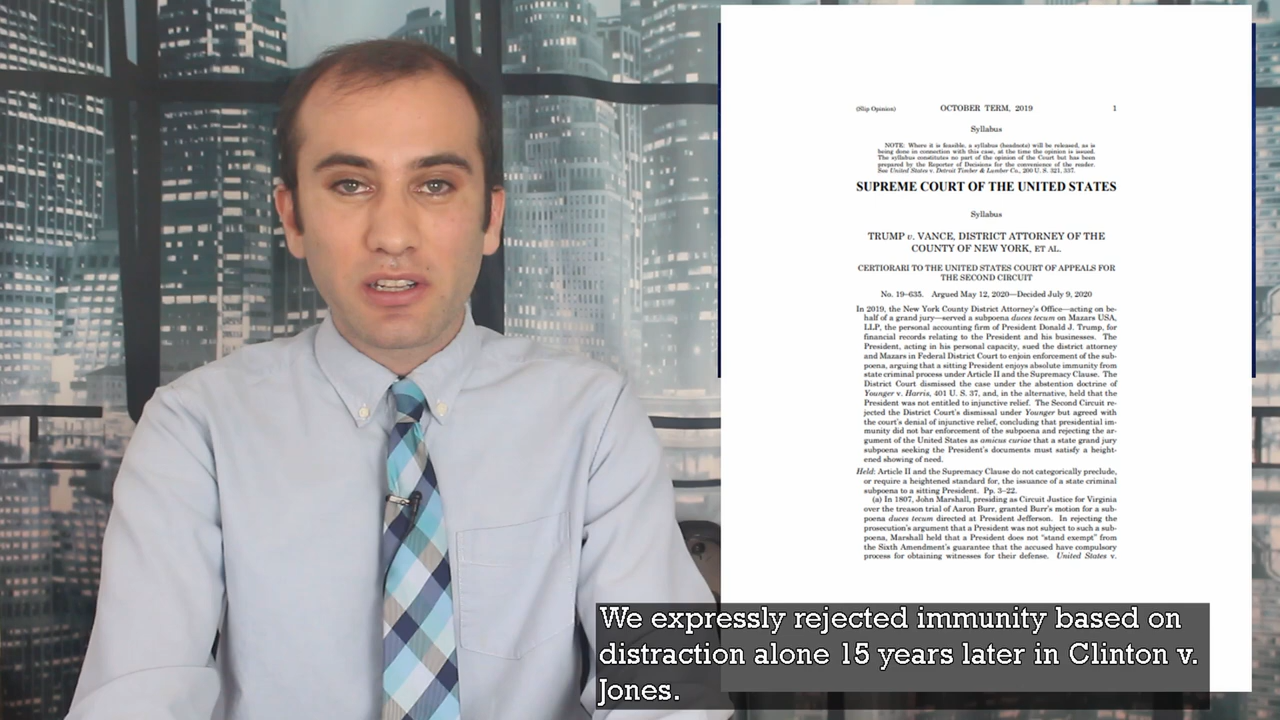 (Slip Opinion) OCTOBER TERM, 2019 1
Syllabus
NOTE: Where it is feasible, a syllabus (headnote) will be released, as is
being done in connection with this case, at the time the opinion is issued.
The syllabus constitutes no part of the opinion of the Court but has been
prepared by the Reporter of Decisions for the convenience of the reader.
See United States v. Detroit Timber & Lumber Co., 200 U. S. 321, 337.
SUPREME COURT OF THE UNITED STATES
Syllabus
TRUMP v. VANCE, DISTRICT ATTORNEY OF THE
COUNTY OF NEW YORK, ET AL.
CERTIORARI TO THE UNITED STATES COURT OF APPEALS FOR
THE SECOND CIRCUIT
No. 19–635. Argued May 12, 2020—Decided July 9, 2020
In 2019, the New York County District Attorney's Office—acting on be-
half of a grand jury—served a subpoena duces tecum on Mazars USA,
LLP, the personal accounting firm of President Donald J. Trump, for
financial records relating to the President and his businesses. The
President, acting in his personal capacity, sued the district attorney
and Mazars in Federal District Court to enjoin enforcement of the sub-
poena, arguing that a sitting President enjoys absolute immunity from
state criminal process under Article II and the Supremacy Clause. The
District Court dismissed the case under the abstention doctrine of
Younger v. Harris, 401 U. S. 37, and, in the alternative, held that the
President was not entitled to injunctive relief. The Second Circuit re-
jected the District Court's dismissal under Younger but agreed with
the court's denial of injunctive relief, concluding that presidential im-
munity did not bar enforcement of the subpoena and rejecting the ar-
gument of the United States as amicus curiae that a state grand jury
subpoena seeking the President's documents must satisfy a height-
ened showing of need.
Held: Article II and the Supremacy Clause do not categorically preclude,
or require a heightened standard for, the issuance of a state criminal
subpoena to a sitting President. Pp. 3–22.
(a) In 1807, John Marshall, presiding as Circuit Justice for Virginia
over the treason trial of Aaron Burr, granted Burr's motion for a sub-
poena duces tecum directed at President Jefferson. In rejecting the
prosecution's argument that a President was not subject to such a sub-
poena, Marshall held that a President does not "stand exempt" from
the Sixth Amendment's guarantee that the accused have compulsory
process for obtaining witnesses for their defense. United States v.
We expressly rejected immunity based on
distraction alone 15 years later in Clinton v.
Jones.